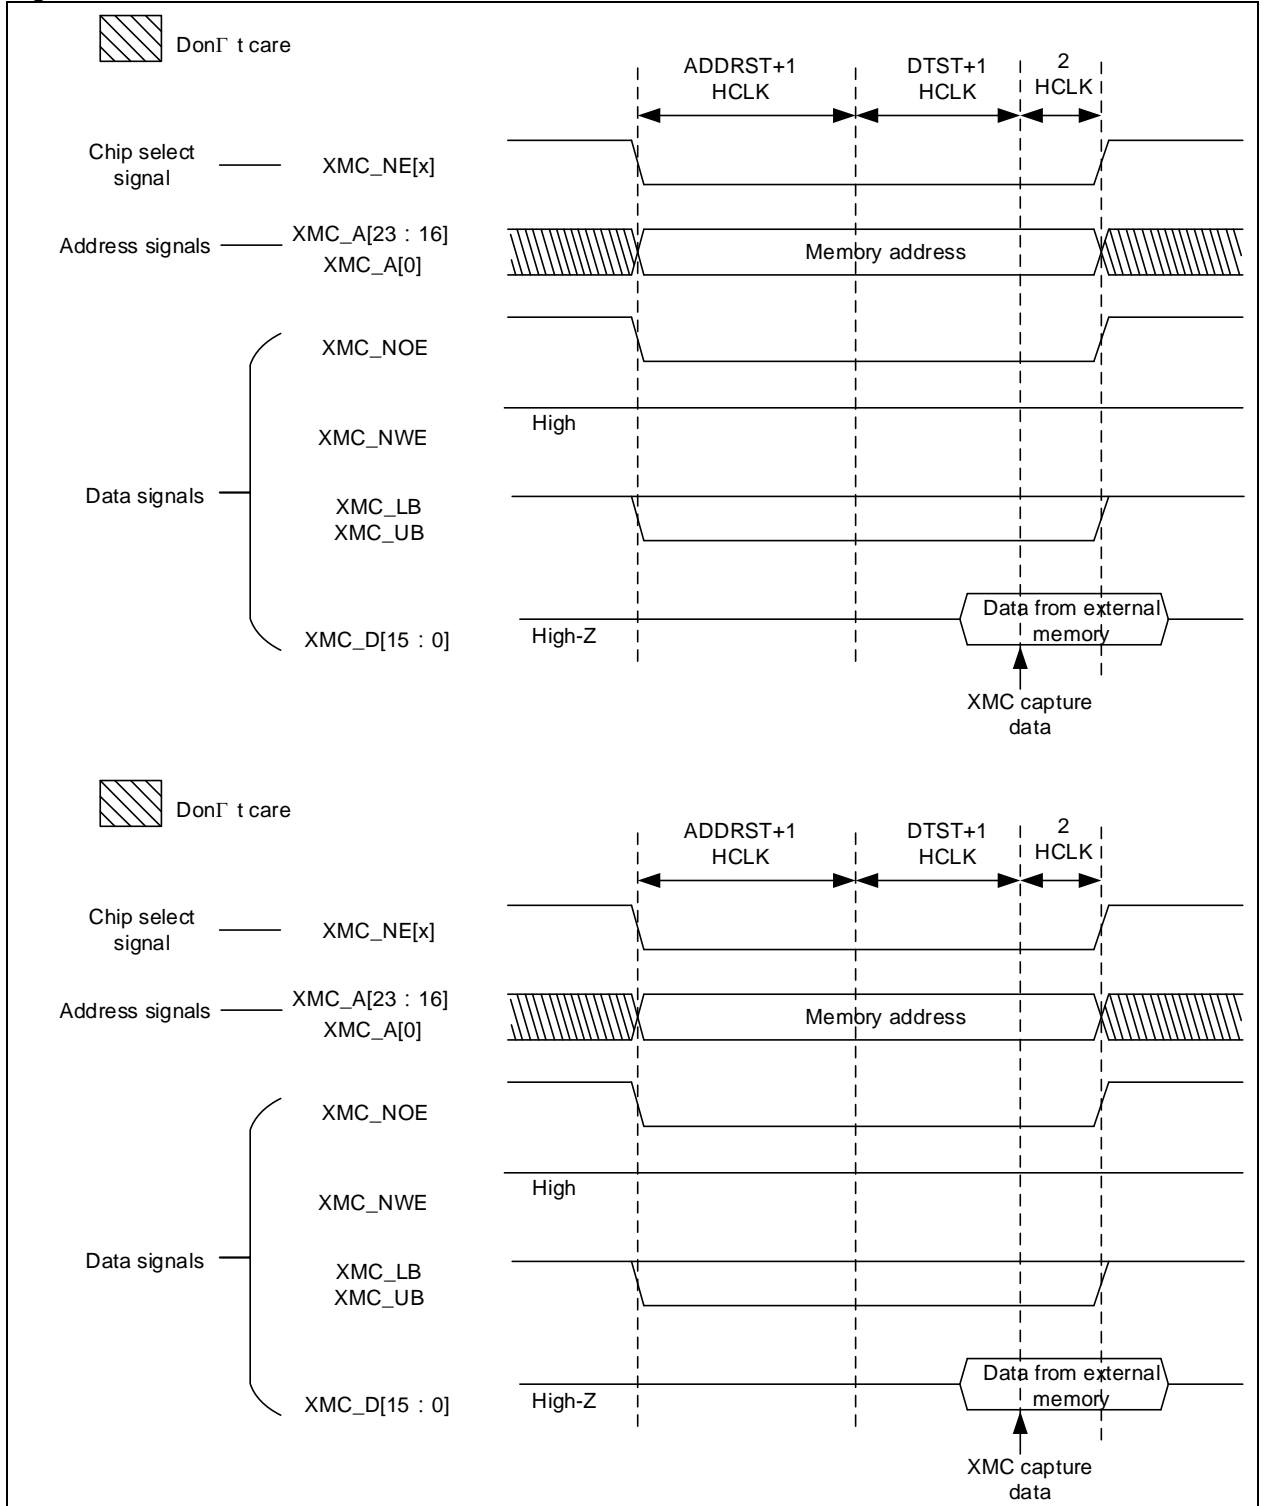 DonΓ t care
ADDRST+1
HCLK
DTST+1
HCLK
2
HCLK
Chip select
signal
XMC_NE[x]
Address signals
XMC_A[23 : 16]
XMC_A[0]
Memory address
XMC_NOE
High
XMC_NWE
Data signals
XMC_LB
XMC_UB
XMC_D[15 : 0]
High-Z
Data from external
memory
XMC capture
data
DonΓ t care
ADDRST+1
HCLK
DTST+1
HCLK
2
HCLK
Chip select
signal
XMC_NE[x]
Address signals
XMC_A[23 : 16]
XMC_A[0]
Memory address
XMC_NOE
High
XMC_NWE
Data signals
XMC_LB
XMC_UB
XMC_D[15 : 0]
High-Z
Data from external
memory
XMC capture
data